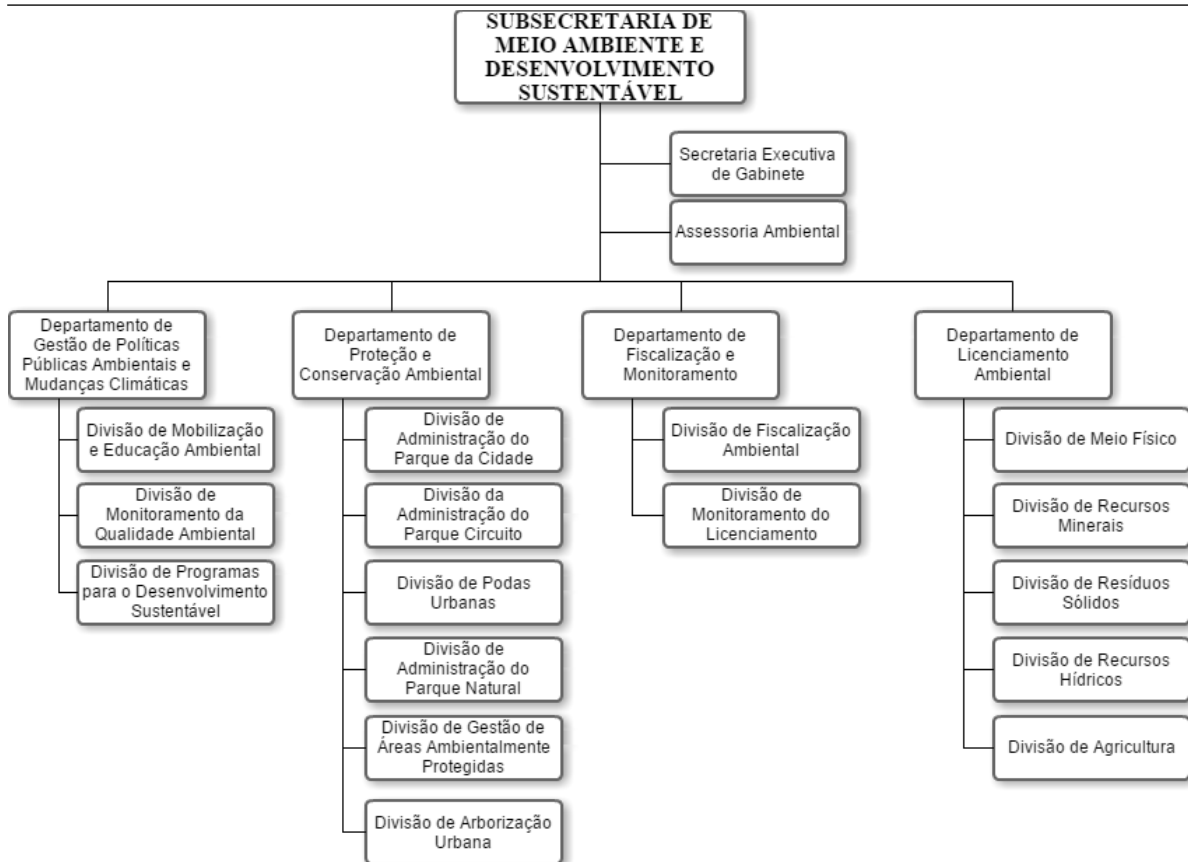 SUBSECRETARIA DE
MEIO AMBIENTE E
DESENVOLVIMENTO
SUSTENTÁVEL
Secretaria Executiva
de Gabinete
Assessoria Ambiental
Departamento de
Gestão de Políticas
Públicas Ambientais e
Mudanças Climáticas
Divisão de Mobilização
e Educação Ambiental
Divisão de
Monitoramento da
Qualidade Ambiental
Divisão de Programas
para o Desenvolvimento
Sustentável
Departamento de
Proteção e
Conservação Ambiental
Divisão de
Administração do
Parque da Cidade
Divisão da
Administração do
Parque Circuito
Divisão de Podas
Urbanas
Divisão de
Administração do
Parque Natural
Divisão de Gestão de
Áreas Ambientalmente
Protegidas
Divisão de Arborização
Urbana
Departamento de
Fiscalização e
Monitoramento
Divisão de Fiscalização
Ambiental
Divisão de
Monitoramento do
Licenciamento
Departamento de
Licenciamento
Ambiental
Divisão de Meio Físico
Divisão de Recursos
Minerais
Divisão de Resíduos
Sólidos
Divisão de Recursos
Hídricos
Divisão de Agricultura